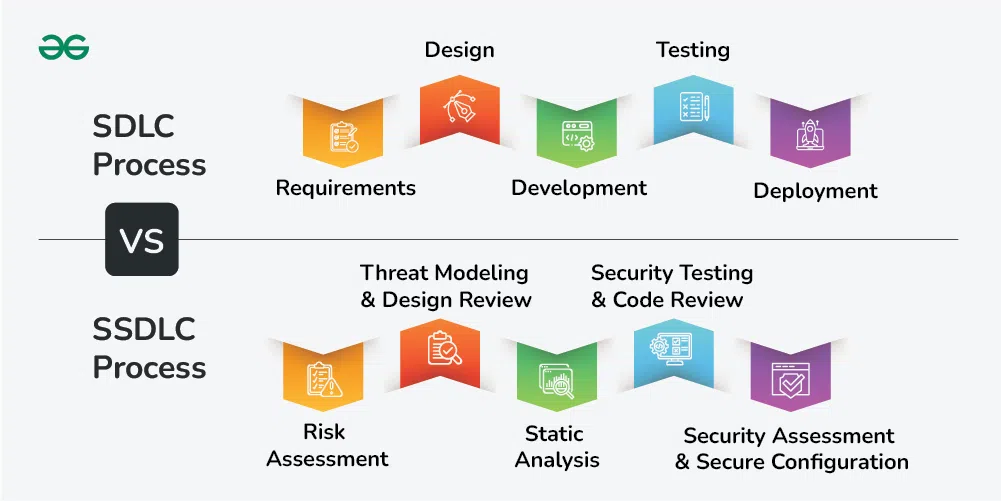 Design
Testing
SDLC
Process
Requirements
Development
Deployment
VS
Threat Modeling
& Design Review
Security Testing
& Code Review
SSDLC
Process
Risk
Assessment
Static
Analysis
Security Assessment
& Secure Configuration